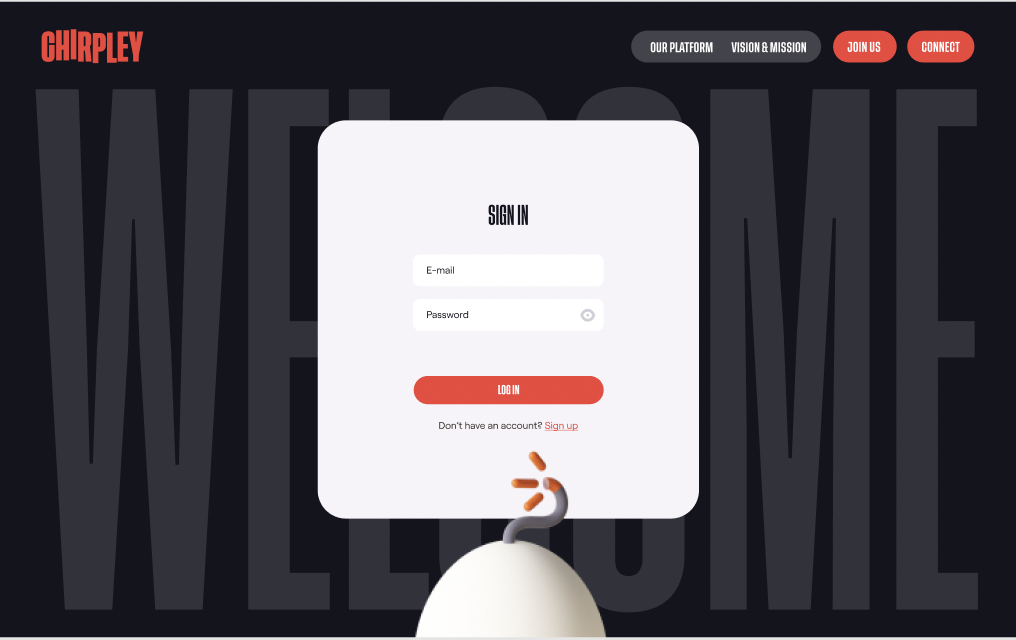 CHIRPLEY
OUR PLATFORM VISION & MISSION JOIN US CONNECT
WELCOME
SIGN IN
E-mail
Password
LOG IN
Don't have an account? Sign up